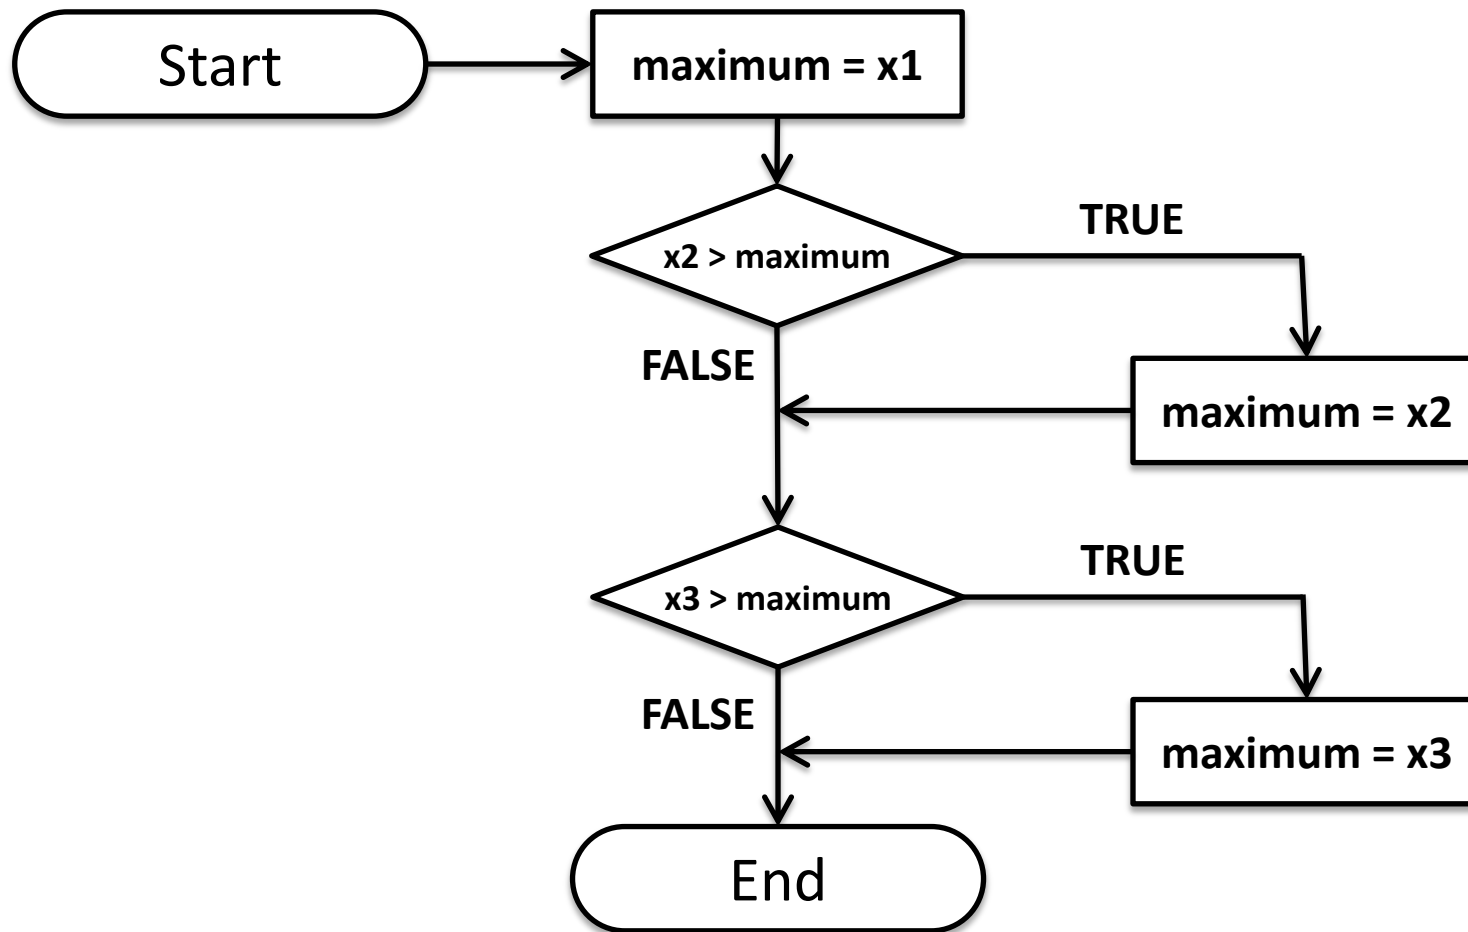 Start
maximum = x1
x2 > maximum
TRUE
FALSE
maximum = x2
x3 > maximum
TRUE
FALSE
maximum = x3
End